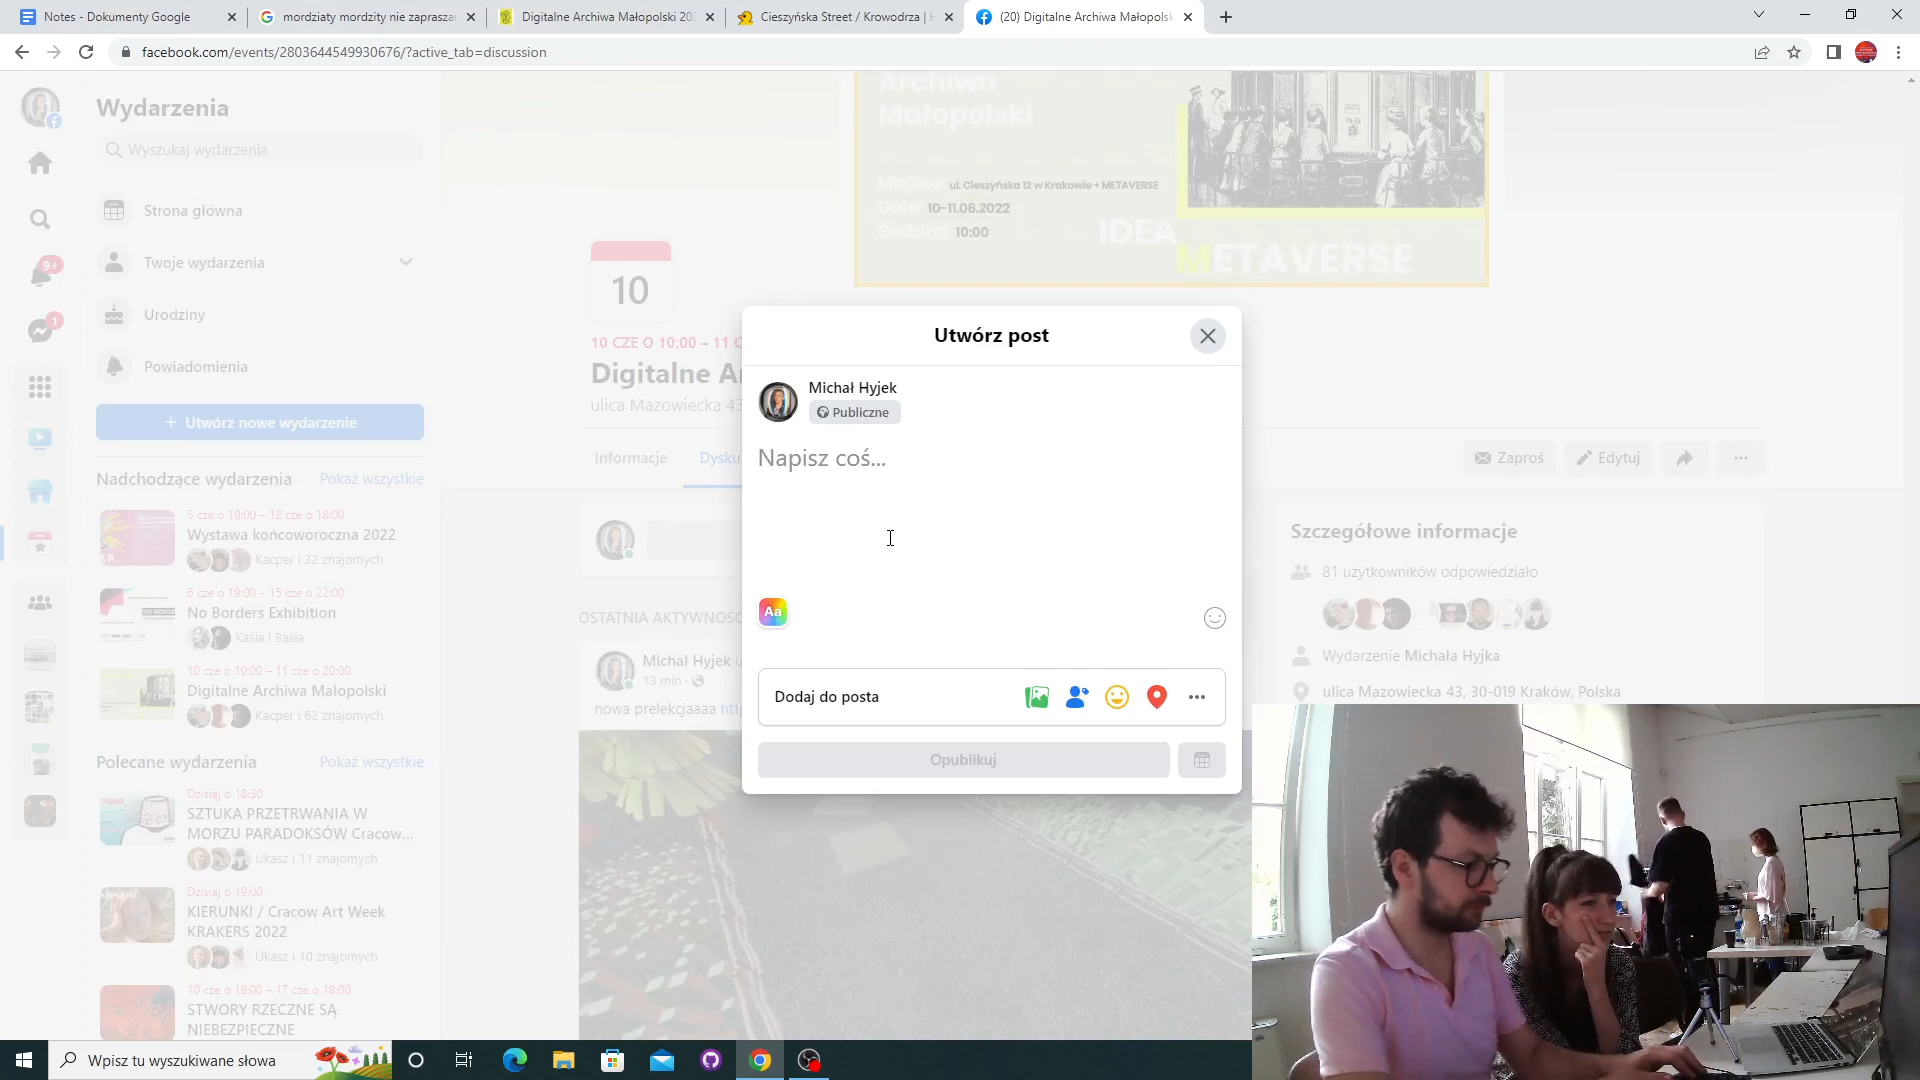 Notes - Dokumenty Google
mordziaty mordzity nie zaprasza
Digitalne Archiwa Małopolski 202
Cieszyńska Street / Krowodrza |
(20) Digitalne Archiwa Małopolsk
facebook.com/events/2803644549930676/?active_tab=discussion
Wydarzenia
Wyszukaj wydarzenia
Strona główna
Twoje wydarzenia
9+
Urodziny
1
Powiadomienia
+ Utwórz nowe wydarzenie
Nadchodzące wydarzenia Pokaż wszystkie
5 cze o 10:00 – 12 cze o 18:00
Wystawa końcoworoczna 2022
Kacper i 32 znajomych
6 cze o 19:00 – 15 cze o 22:00
No Borders Exhibition
Kasia i Basia
10 cze o 10:00 – 11 cze o 20:00
Digitalne Archiwa Małopolski
Kacper i 62 znajomych
Polecane wydarzenia Pokaż wszystkie
Dzisiaj o 18:30
SZTUKA PRZETRWANIA W
MORZU PARADOKSÓW Cracow...
Ukasz i 11 znajomych
Dzisiaj o 19:00
KIERUNKI / Cracow Art Week
KRAKERS 2022
Ukasz i 10 znajomych
10 cze o 18:00 – 17 cze o 18:00
STWORY RZECZNE SĄ
NIEBEZPIECZNE
Archiwa
Małopolski
Miejsce: ul. Cieszyńska 12 w Krakowie + METAVERSE
Data: 10-11.06.2022
Godzina: 10:00
IDEA
METAVERSE
10
10 CZE O 10:00 – 11 C
Digitalne A
ulica Mazowiecka 43
Informacje
Dysku
Zaproś
Edytuj
OSTATNIA AKTYWNOŚĆ
Michał Hyjek u
13 min
nowa prelekcjaaaa
Utwórz post
Michał Hyjek
Publiczne
Napisz coś...
Aa
Dodaj do posta
Opublikuj
Szczegółowe informacje
81 użytkowników odpowiedziało
Wydarzenie Michała Hyjka
ulica Mazowiecka 43, 30-019 Kraków, Polska
Wpisz tu wyszukiwane słowa